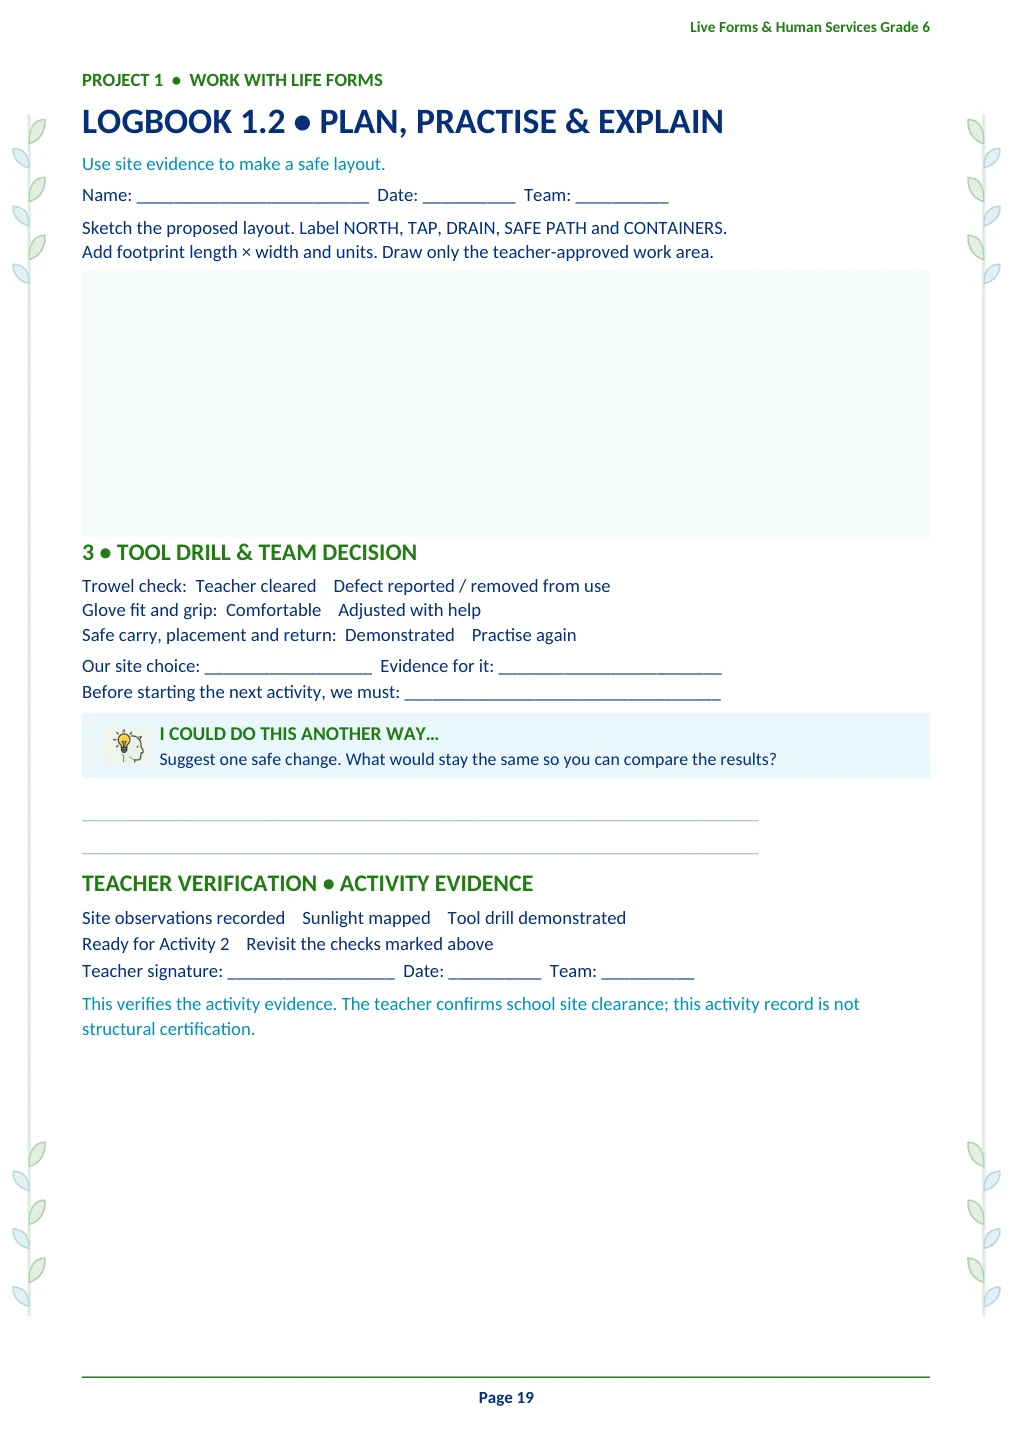 Live Forms & Human Services Grade 6
PROJECT 1 ● WORK WITH LIFE FORMS
LOGBOOK 1.2 ● PLAN, PRACTISE & EXPLAIN
Use site evidence to make a safe layout.
Name: _________________________ Date: __________ Team: __________
Sketch the proposed layout. Label NORTH, TAP, DRAIN, SAFE PATH and CONTAINERS.
Add footprint length × width and units. Draw only the teacher-approved work area.
3 ● TOOL DRILL & TEAM DECISION
Trowel check: Teacher cleared Defect reported / removed from use
Glove fit and grip: Comfortable Adjusted with help
Safe carry, placement and return: Demonstrated Practise again
Our site choice: __________________ Evidence for it: ________________________
Before starting the next activity, we must: __________________________________
I COULD DO THIS ANOTHER WAY...
Suggest one safe change. What would stay the same so you can compare the results?
TEACHER VERIFICATION ● ACTIVITY EVIDENCE
Site observations recorded Sunlight mapped Tool drill demonstrated
Ready for Activity 2 Revisit the checks marked above
Teacher signature: __________________ Date: __________ Team: __________
This verifies the activity evidence. The teacher confirms school site clearance; this activity record is not
structural certification.
Page 19